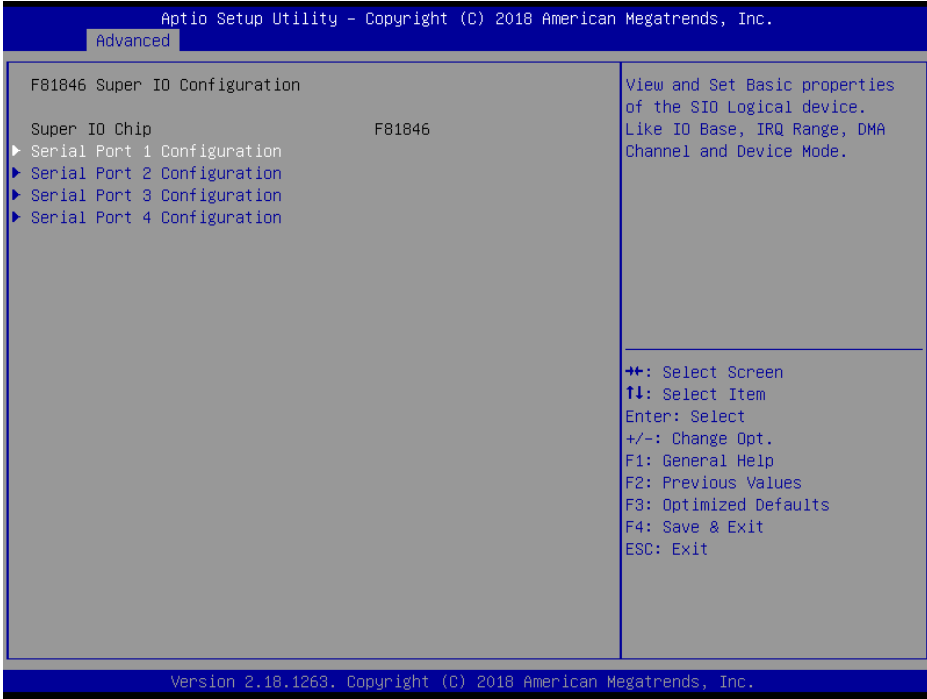 Aptio Setup Utility – Copyright (C) 2018 American Megatrends, Inc.
Advanced
F81846 Super IO Configuration
Super IO Chip F81846
▶ Serial Port 1 Configuration
▶ Serial Port 2 Configuration
▶ Serial Port 3 Configuration
▶ Serial Port 4 Configuration
View and Set Basic properties
of the SIO Logical device.
Like IO Base, IRQ Range, DMA
Channel and Device Mode.
→←: Select Screen
↑↓: Select Item
Enter: Select
+/-: Change Opt.
F1: General Help
F2: Previous Values
F3: Optimized Defaults
F4: Save & Exit
ESC: Exit
Version 2.18.1263. Copyright (C) 2018 American Megatrends, Inc.